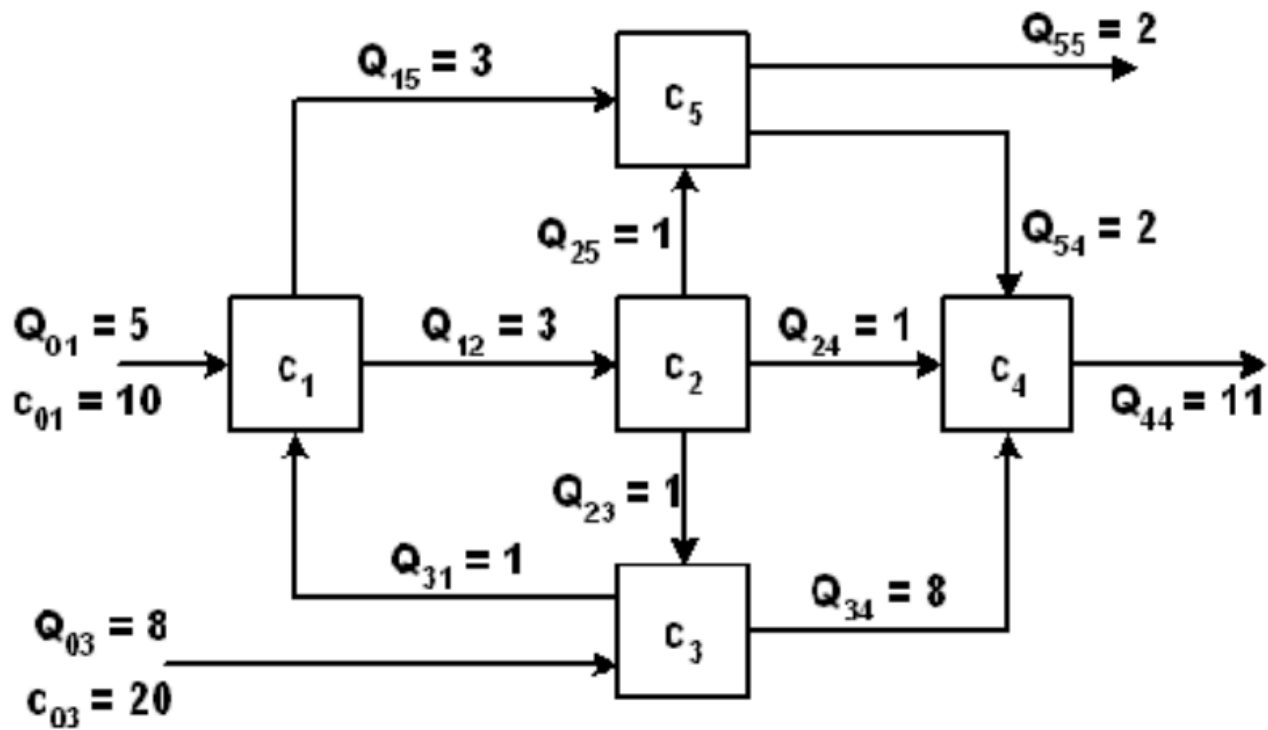 Q₅₅ = 2
Q₁₅ = 3
c₅
Q₂₅ = 1
Q₅₄ = 2
Q₀₁ = 5
Q₁₂ = 3
Q₂₄ = 1
c₁
c₂
c₄
c₀₁ = 10
Q₄₄ = 11
Q₂₃ = 1
Q₃₁ = 1
Q₃₄ = 8
Q₀₃ = 8
c₃
c₀₃ = 20